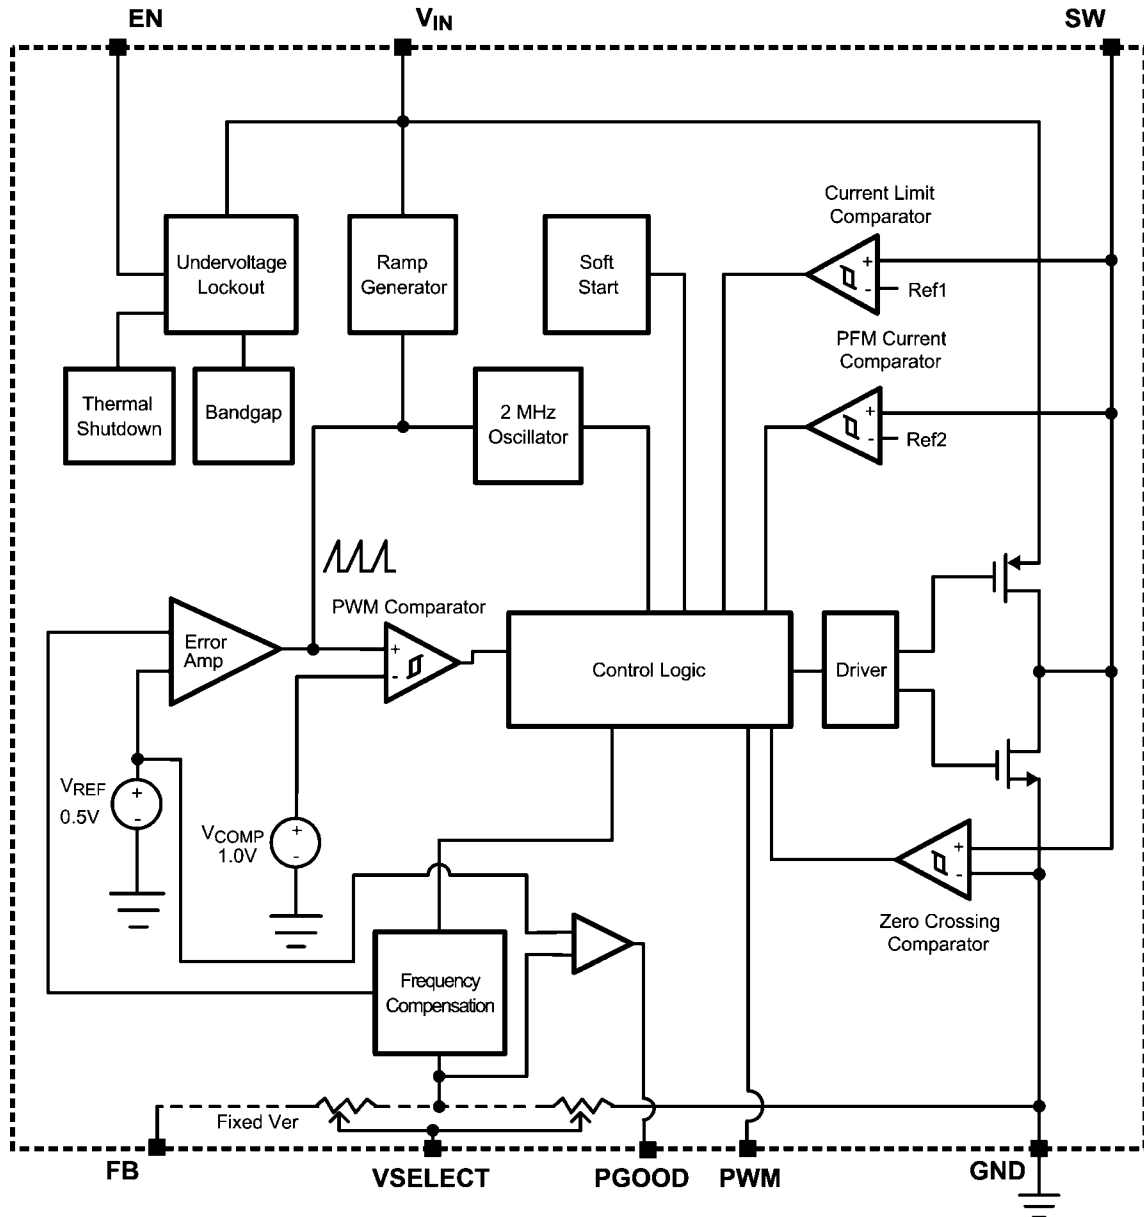 EN
VIN
SW
Current Limit
Comparator
+
-
Ref1
Undervoltage
Lockout
Ramp
Generator
Soft
Start
PFM Current
Comparator
+
-
Ref2
Thermal
Shutdown
Bandgap
2 MHz
Oscillator
PWM Comparator
Error
Amp
+
-
Control Logic
Driver
VREF
0.5V
+
-
VCOMP
1.0V
+
-
+
-
Zero Crossing
Comparator
Frequency
Compensation
Fixed Ver
FB
VSELECT
PGOOD
PWM
GND